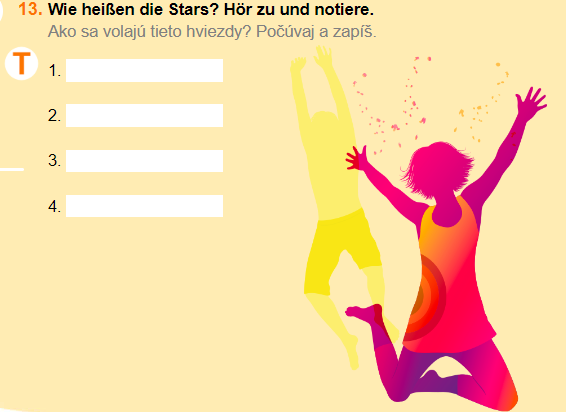 13. Wie heißen die Stars? Hör zu und notiere.
Ako sa volajú tieto hviezdy? Počúvaj a zapíš.
T
1.
2.
3.
4.